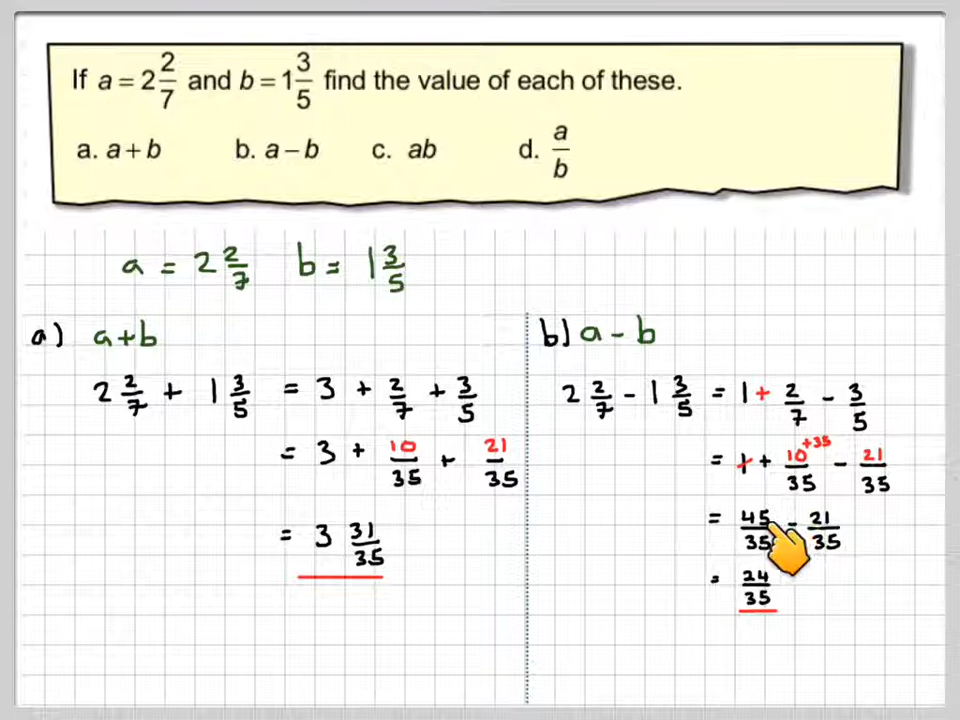 If a = 2 2/7 and b = 1 3/5 find the value of each of these.
a. a + b b. a − b c. ab d. a/b
a = 2 2/7 b = 1 3/5
a) a+b
2 2/7 + 1 3/5 = 3 + 2/7 + 3/5
= 3 + 10/35 + 21/35
= 3 31/35
b) a - b
2 2/7 - 1 3/5 = 1 + 2/7 - 3/5
= 1 + 10+35/35 - 21/35
= 45/35 - 21/35
= 24/35